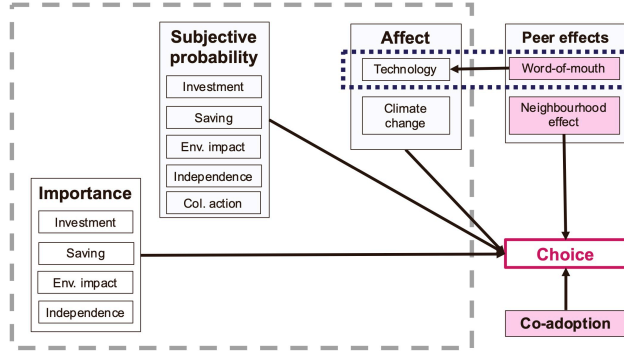 Subjective
probability
Investment
Saving
Env. impact
Independence
Col. action
Affect
Technology
Climate
change
Peer effects
Word-of-mouth
Neighbourhood
effect
Importance
Investment
Saving
Env. impact
Independence
Choice
Co-adoption